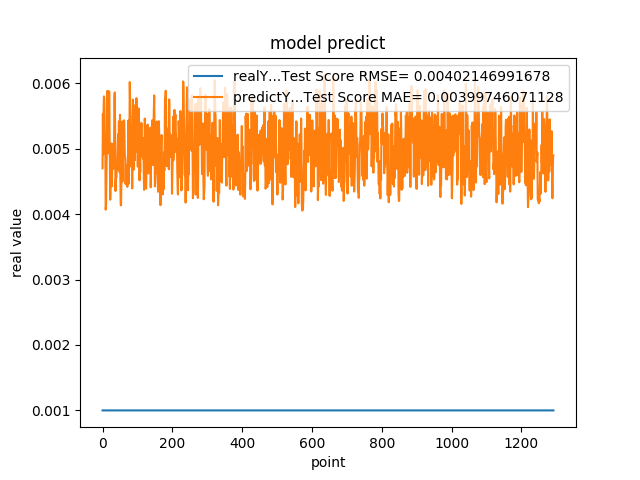 model predict
realY...Test Score RMSE= 0.00402146991678
predictY...Test Score MAE= 0.00399746071128
0.006
0.005
0.004
0.003
0.002
0.001
real value
0 200 400 600 800 1000 1200
point